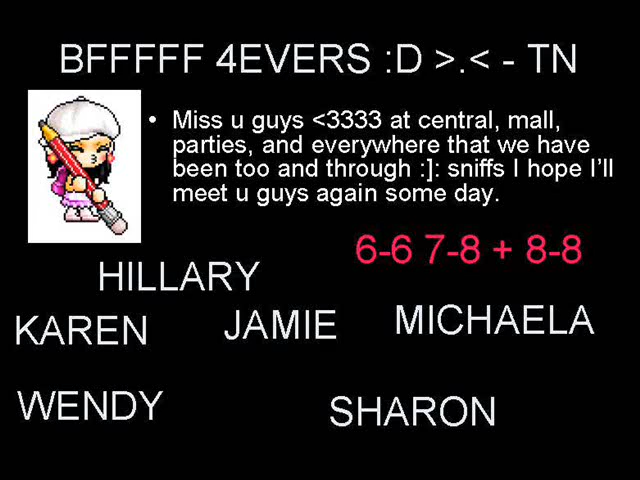 BFFFFF 4EVERS :D >.< - TN
• Miss u guys <3333 at central, mall,
parties, and everywhere that we have
been too and through :]: sniffs I hope I'll
meet u guys again some day.
6-6 7-8 + 8-8
HILLARY
KAREN JAMIE MICHAELA
WENDY SHARON